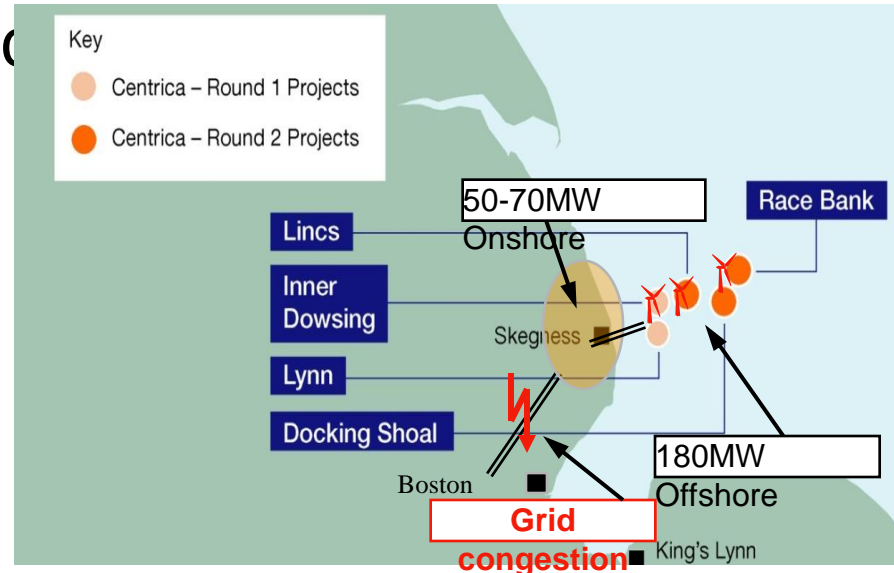 Key
Centrica – Round 1 Projects
Centrica – Round 2 Projects
50-70MW
Onshore
Race Bank
Lincs
Inner
Dowsing
Skegness
Lynn
Docking Shoal
180MW
Offshore
Boston
Grid
congestion
King's Lynn